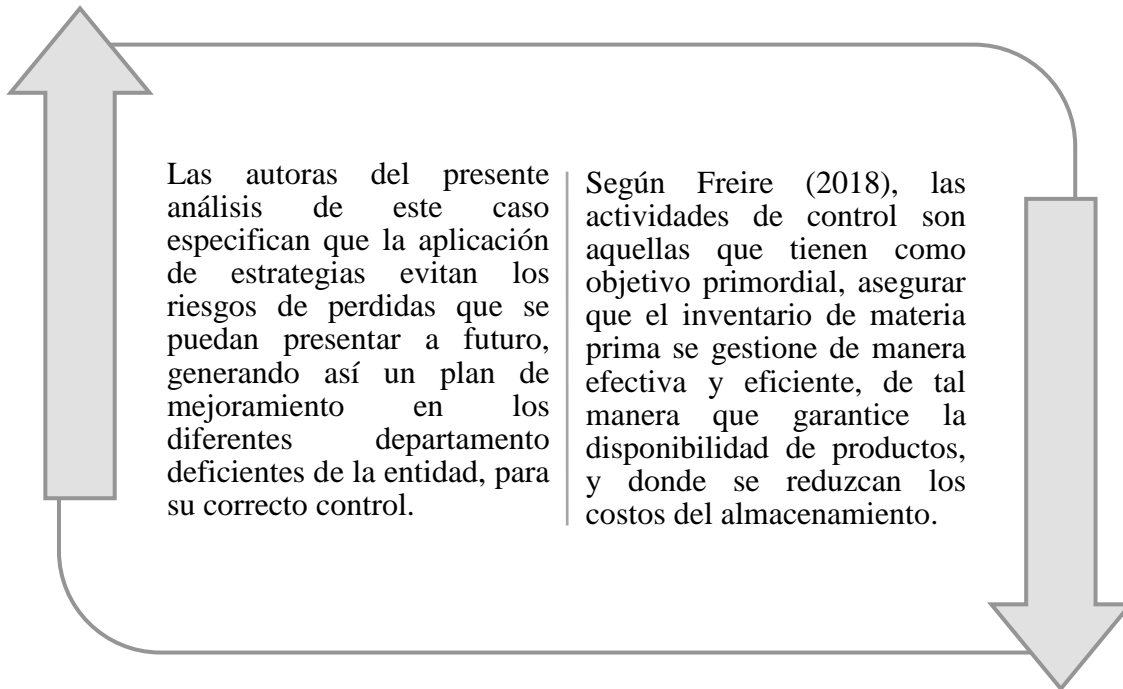 Las autoras del presente
análisis de este caso
especifican que la aplicación
de estrategias evitan los
riesgos de perdidas que se
puedan presentar a futuro,
generando así un plan de
mejoramiento en los
diferentes departamento
deficientes de la entidad, para
su correcto control.
Según Freire (2018), las
actividades de control son
aquellas que tienen como
objetivo primordial, asegurar
que el inventario de materia
prima se gestione de manera
efectiva y eficiente, de tal
manera que garantice la
disponibilidad de productos,
y donde se reduzcan los
costos del almacenamiento.